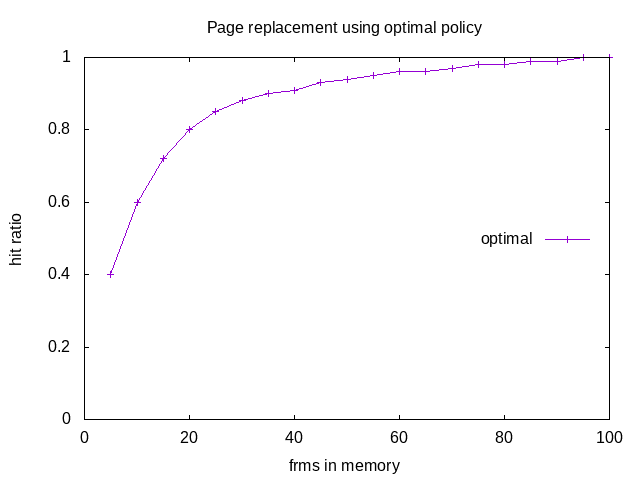 Page replacement using optimal policy
1
0.8
0.6
0.4
0.2
0
hit ratio
optimal
0 20 40 60 80 100
frms in memory